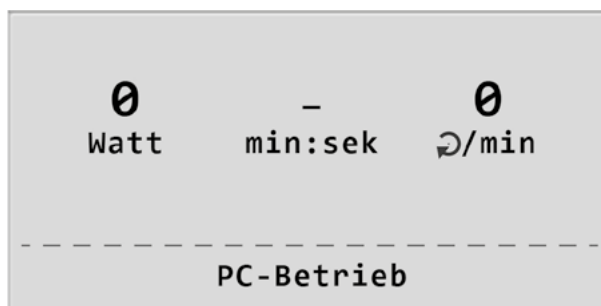 0 – 0
Watt min:sek ⟲/min
PC-Betrieb